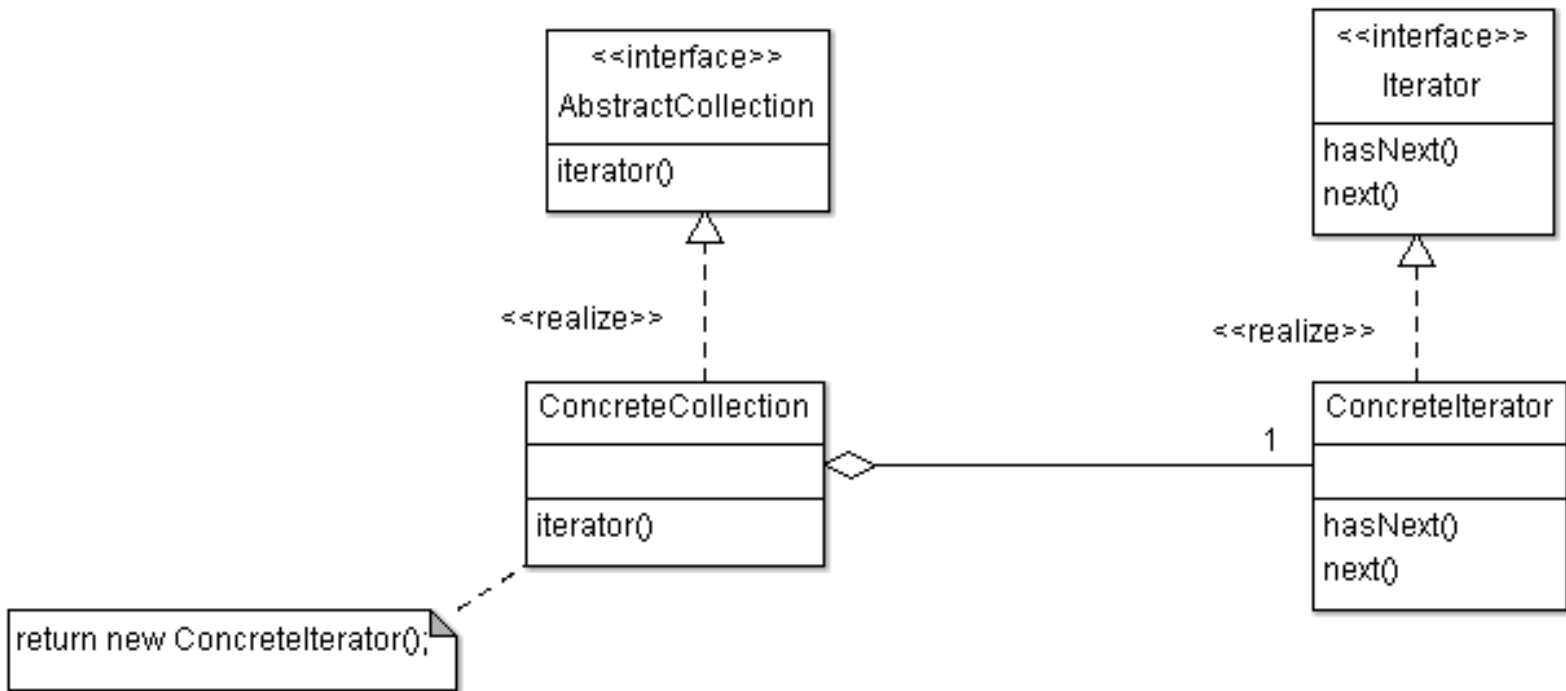 <<interface>>
AbstractCollection
iterator()
<<interface>>
Iterator
hasNext()
next()
<<realize>>
<<realize>>
ConcreteCollection
iterator()
1
ConcreteIterator
hasNext()
next()
return new ConcreteIterator();